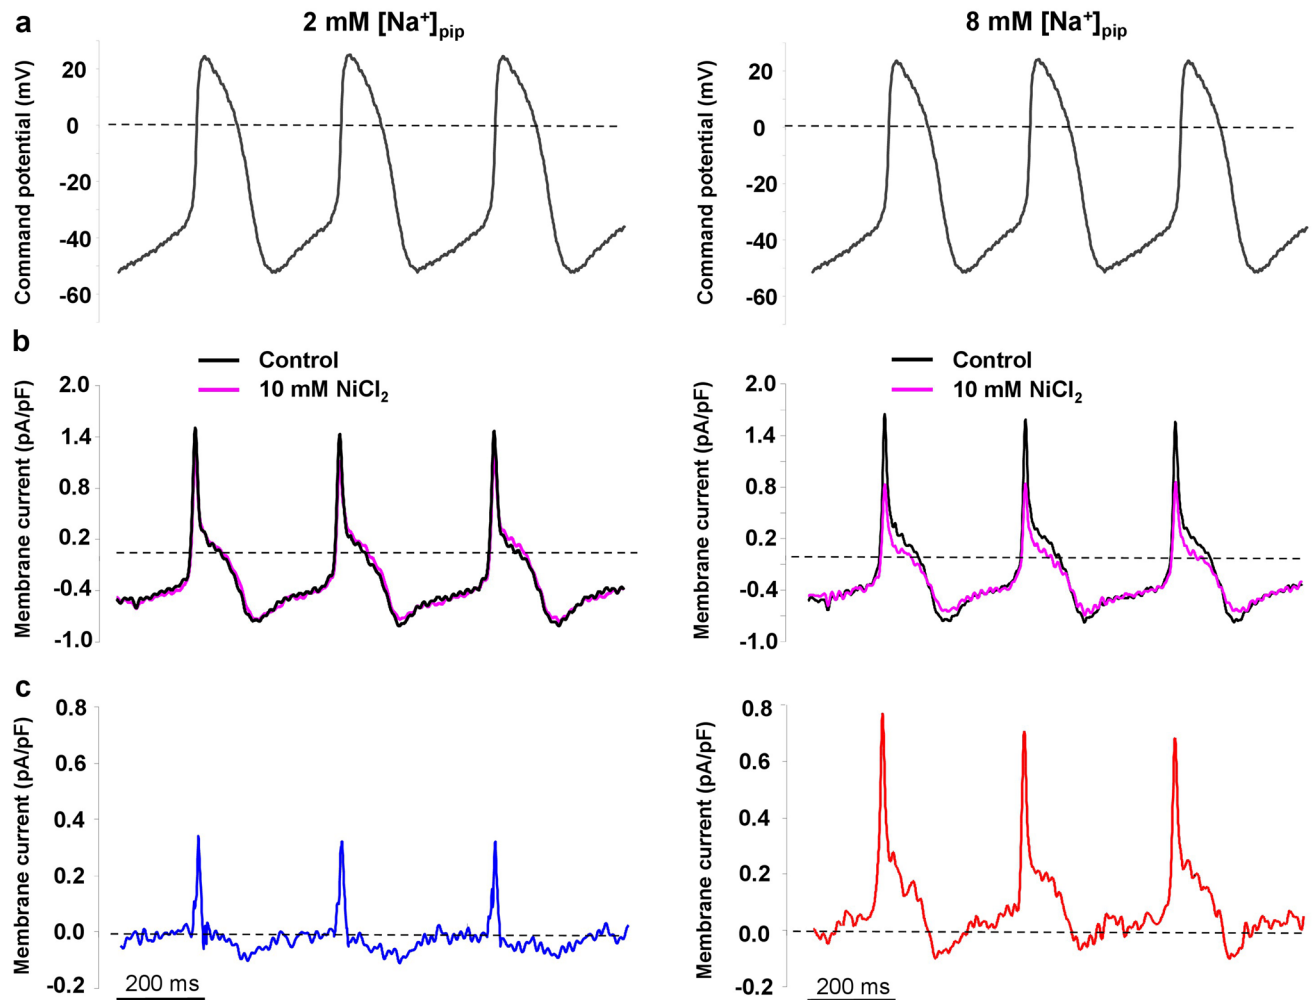 a
2 mM [Na+]pip
8 mM [Na+]pip
Command potential (mV)
20
0
-20
-40
-60
Command potential (mV)
20
0
-20
-40
-60
b
Control
10 mM NiCl2
Membrane current (pA/pF)
2.0
1.4
0.8
0.2
-0.4
-1.0
Control
10 mM NiCl2
Membrane current (pA/pF)
2.0
1.4
0.8
0.2
-0.4
-1.0
c
Membrane current (pA/pF)
0.8
0.6
0.4
0.2
0.0
-0.2
200 ms
Membrane current (pA/pF)
0.8
0.6
0.4
0.2
0.0
-0.2
200 ms